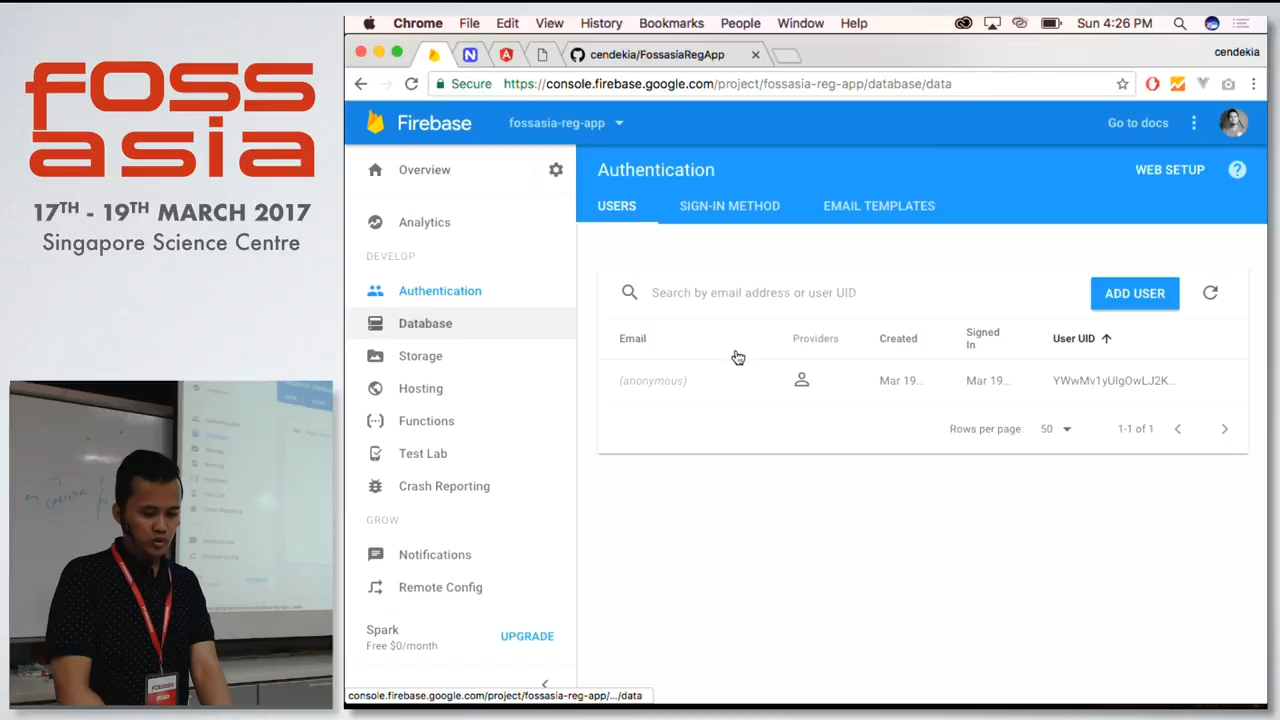 foss
asia
17TH - 19TH MARCH 2017
Singapore Science Centre
Chrome File Edit View History Bookmarks People Window Help Sun 4:26 PM
cendekia/FossasiaRegApp
cendekia
Secure https://console.firebase.google.com/project/fossasia-reg-app/database/data
Firebase fossasia-reg-app Go to docs
Overview
Analytics
DEVELOP
Authentication
Database
Storage
Hosting
Functions
Test Lab
Crash Reporting
GROW
Notifications
Remote Config
Spark
Free $0/month
UPGRADE
console.firebase.google.com/project/fossasia-reg-app/.../data
Authentication WEB SETUP
USERS SIGN-IN METHOD EMAIL TEMPLATES
Search by email address or user UID ADD USER
Email Providers Created Signed In User UID
(anonymous) Mar 19... Mar 19... YWwMv1yUIgOwLJ2K...
Rows per page: 50 1-1 of 1